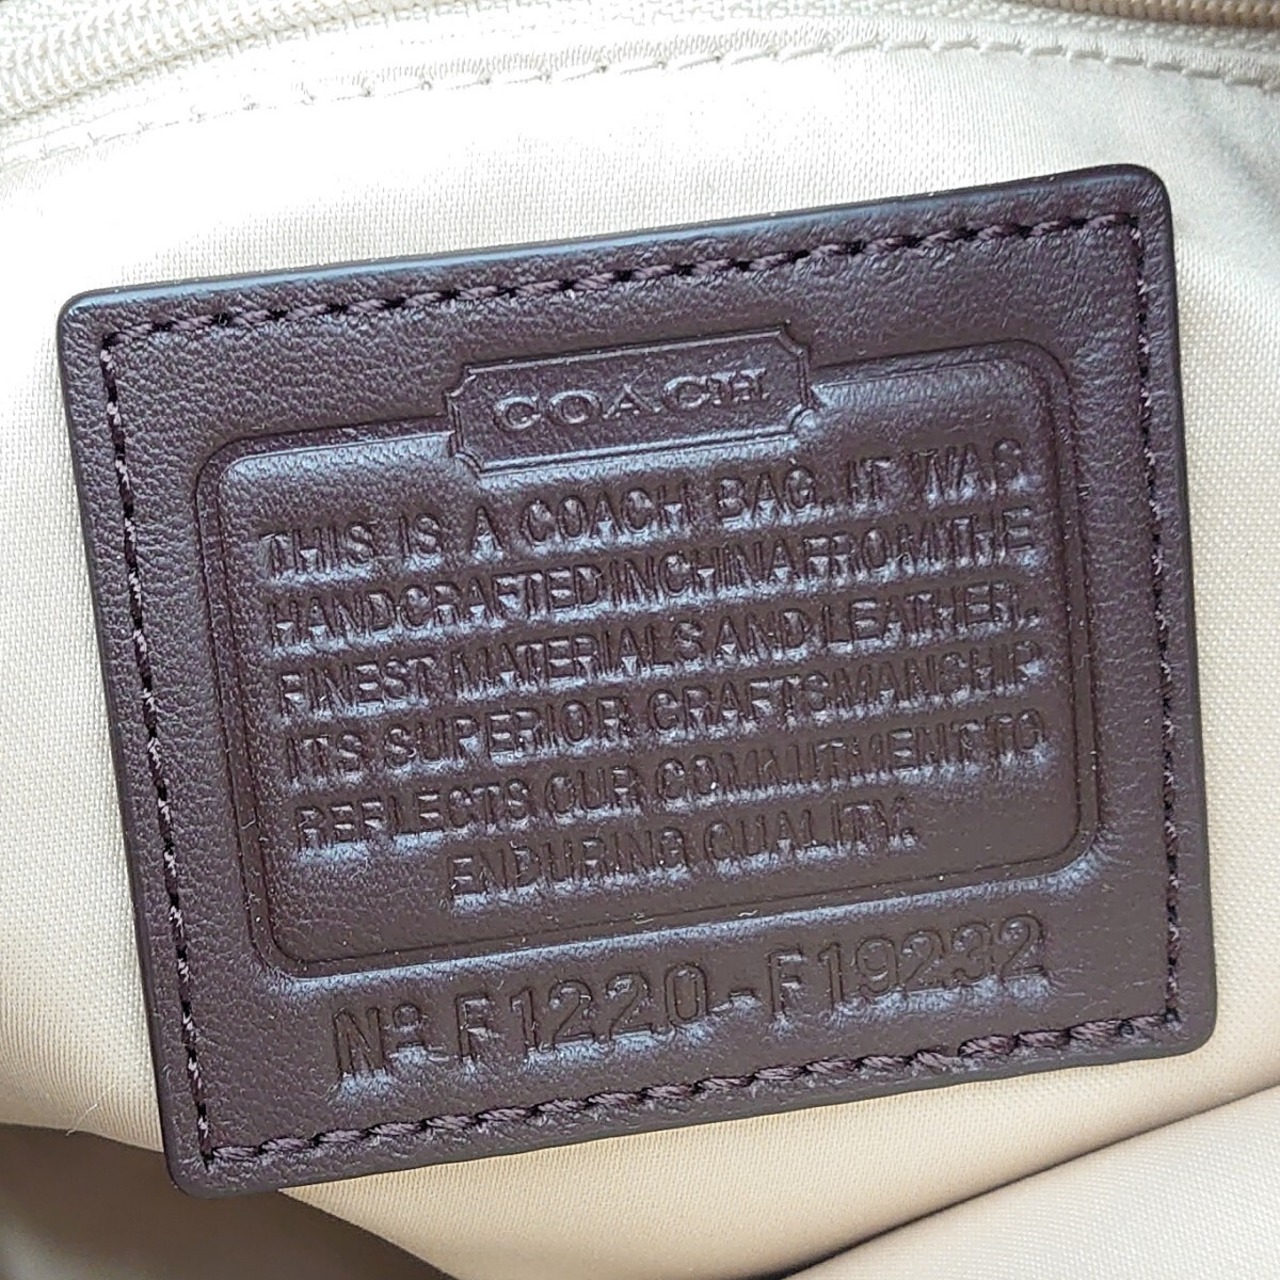 COACH
THIS IS A COACH BAG. IT WAS
HANDCRAFTED IN CHINA FROM THE
FINEST MATERIALS AND LEATHER.
ITS SUPERIOR CRAFTSMANSHIP
REFLECTS OUR COMMITMENT TO
ENDURING QUALITY.
Nº F1220-F19232